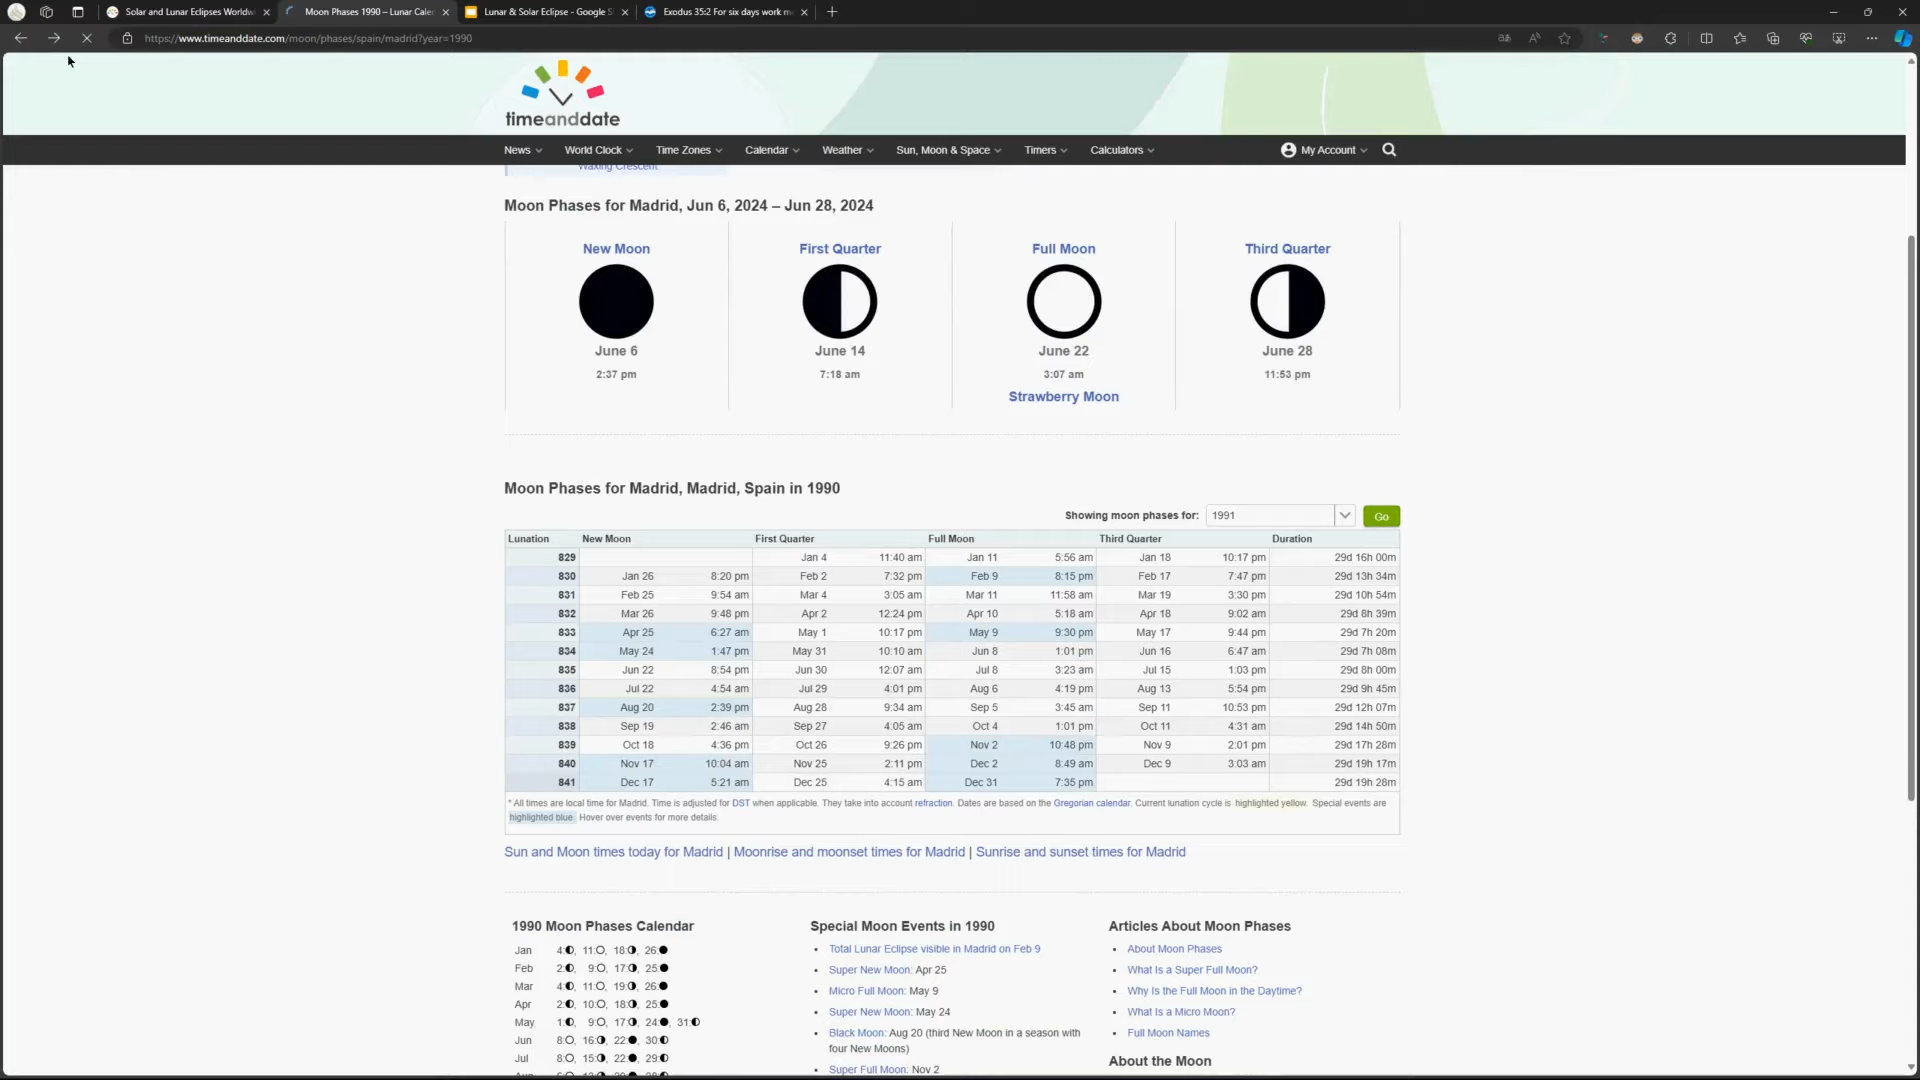 Solar and Lunar Eclipses Worldw
Moon Phases 1990 – Lunar Cale
Lunar & Solar Eclipse - Google S
Exodus 35:2 For six days work m
https://www.timeanddate.com/moon/phases/spain/madrid?year=1990
timeanddate
News
World Clock
Time Zones
Calendar
Weather
Sun, Moon & Space
Timers
Calculators
My Account
Waxing Crescent
Moon Phases for Madrid, Jun 6, 2024 – Jun 28, 2024
New Moon
First Quarter
Full Moon
Third Quarter
June 6
June 14
June 22
June 28
2:37 pm
7:18 am
3:07 am
11:53 pm
Strawberry Moon
Moon Phases for Madrid, Madrid, Spain in 1990
Showing moon phases for: 1991 Go
Lunation New Moon First Quarter Full Moon Third Quarter Duration
829 Jan 4 11:40 am Jan 11 5:56 am Jan 18 10:17 pm 29d 16h 00m
830 Jan 26 8:20 pm Feb 2 7:32 pm Feb 9 8:15 pm Feb 17 7:47 pm 29d 13h 34m
831 Feb 25 9:54 am Mar 4 3:05 am Mar 11 11:58 am Mar 19 3:30 pm 29d 10h 54m
832 Mar 26 9:48 pm Apr 2 12:24 pm Apr 10 5:18 am Apr 18 9:02 am 29d 8h 39m
833 Apr 25 6:27 am May 1 10:17 pm May 9 9:30 pm May 17 9:44 pm 29d 7h 20m
834 May 24 1:47 pm May 31 10:10 am Jun 8 1:01 pm Jun 16 6:47 am 29d 7h 08m
835 Jun 22 8:54 pm Jun 30 12:07 am Jul 8 3:23 am Jul 15 1:03 pm 29d 8h 00m
836 Jul 22 4:54 am Jul 29 4:01 pm Aug 6 4:19 pm Aug 13 5:54 pm 29d 9h 45m
837 Aug 20 2:39 pm Aug 28 9:34 am Sep 5 3:45 am Sep 11 10:53 pm 29d 12h 07m
838 Sep 19 2:46 am Sep 27 4:05 am Oct 4 1:01 pm Oct 11 4:31 am 29d 14h 50m
839 Oct 18 4:36 pm Oct 26 9:26 pm Nov 2 10:48 pm Nov 9 2:01 pm 29d 17h 28m
840 Nov 17 10:04 am Nov 25 2:11 pm Dec 2 8:49 am Dec 9 3:03 am 29d 19h 17m
841 Dec 17 5:21 am Dec 25 4:15 am Dec 31 7:35 pm 29d 19h 28m
* All times are local time for Madrid. Time is adjusted for DST when applicable. They take into account refraction. Dates are based on the Gregorian calendar. Current lunation cycle is highlighted yellow. Special events are
highlighted blue. Hover over events for more details.
Sun and Moon times today for Madrid | Moonrise and moonset times for Madrid | Sunrise and sunset times for Madrid
1990 Moon Phases Calendar
Jan 4: 11: 18: 26:
Feb 2: 9: 17: 25:
Mar 4: 11: 19: 26:
Apr 2: 10: 18: 25:
May 1: 9: 17: 24: 31:
Jun 8: 16: 22: 30:
Jul 8: 15: 22: 29:
Special Moon Events in 1990
Total Lunar Eclipse visible in Madrid on Feb 9
Super New Moon: Apr 25
Micro Full Moon: May 9
Super New Moon: May 24
Black Moon: Aug 20 (third New Moon in a season with
four New Moons)
Super Full Moon: Nov 2
Articles About Moon Phases
About Moon Phases
What Is a Super Full Moon?
Why Is the Full Moon in the Daytime?
What Is a Micro Moon?
Full Moon Names
About the Moon